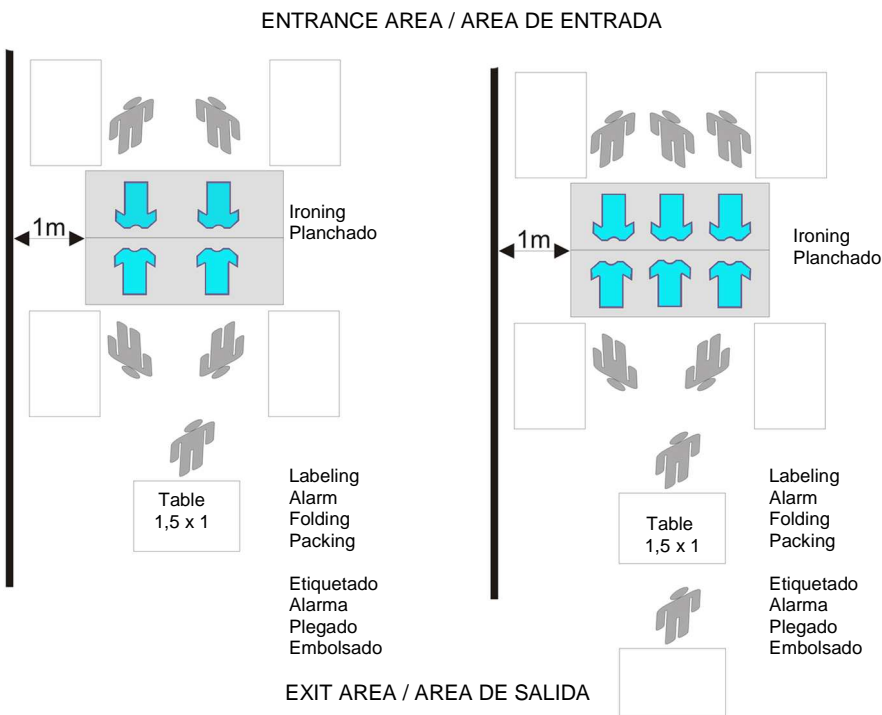 ENTRANCE AREA / AREA DE ENTRADA
1m
Ironing
Planchado
Table
1,5 x 1
Labeling
Alarm
Folding
Packing
Etiquetado
Alarma
Plegado
Embolsado
1m
Ironing
Planchado
Table
1,5 x 1
Labeling
Alarm
Folding
Packing
Etiquetado
Alarma
Plegado
Embolsado
EXIT AREA / AREA DE SALIDA